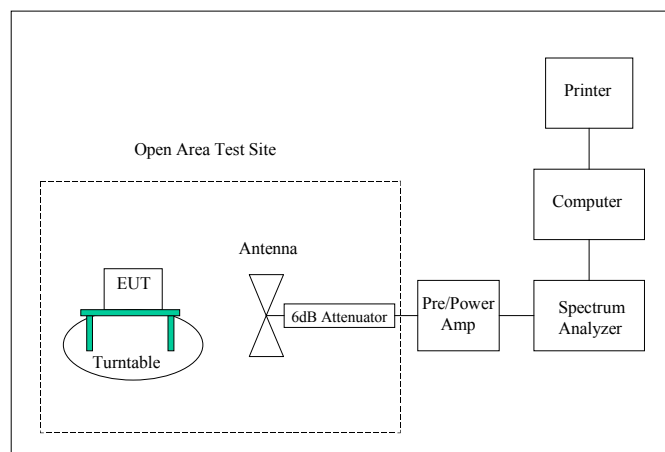 Printer
Open Area Test Site
Computer
Antenna
EUT
6dB Attenuator
Pre/Power
Amp
Spectrum
Analyzer
Turntable